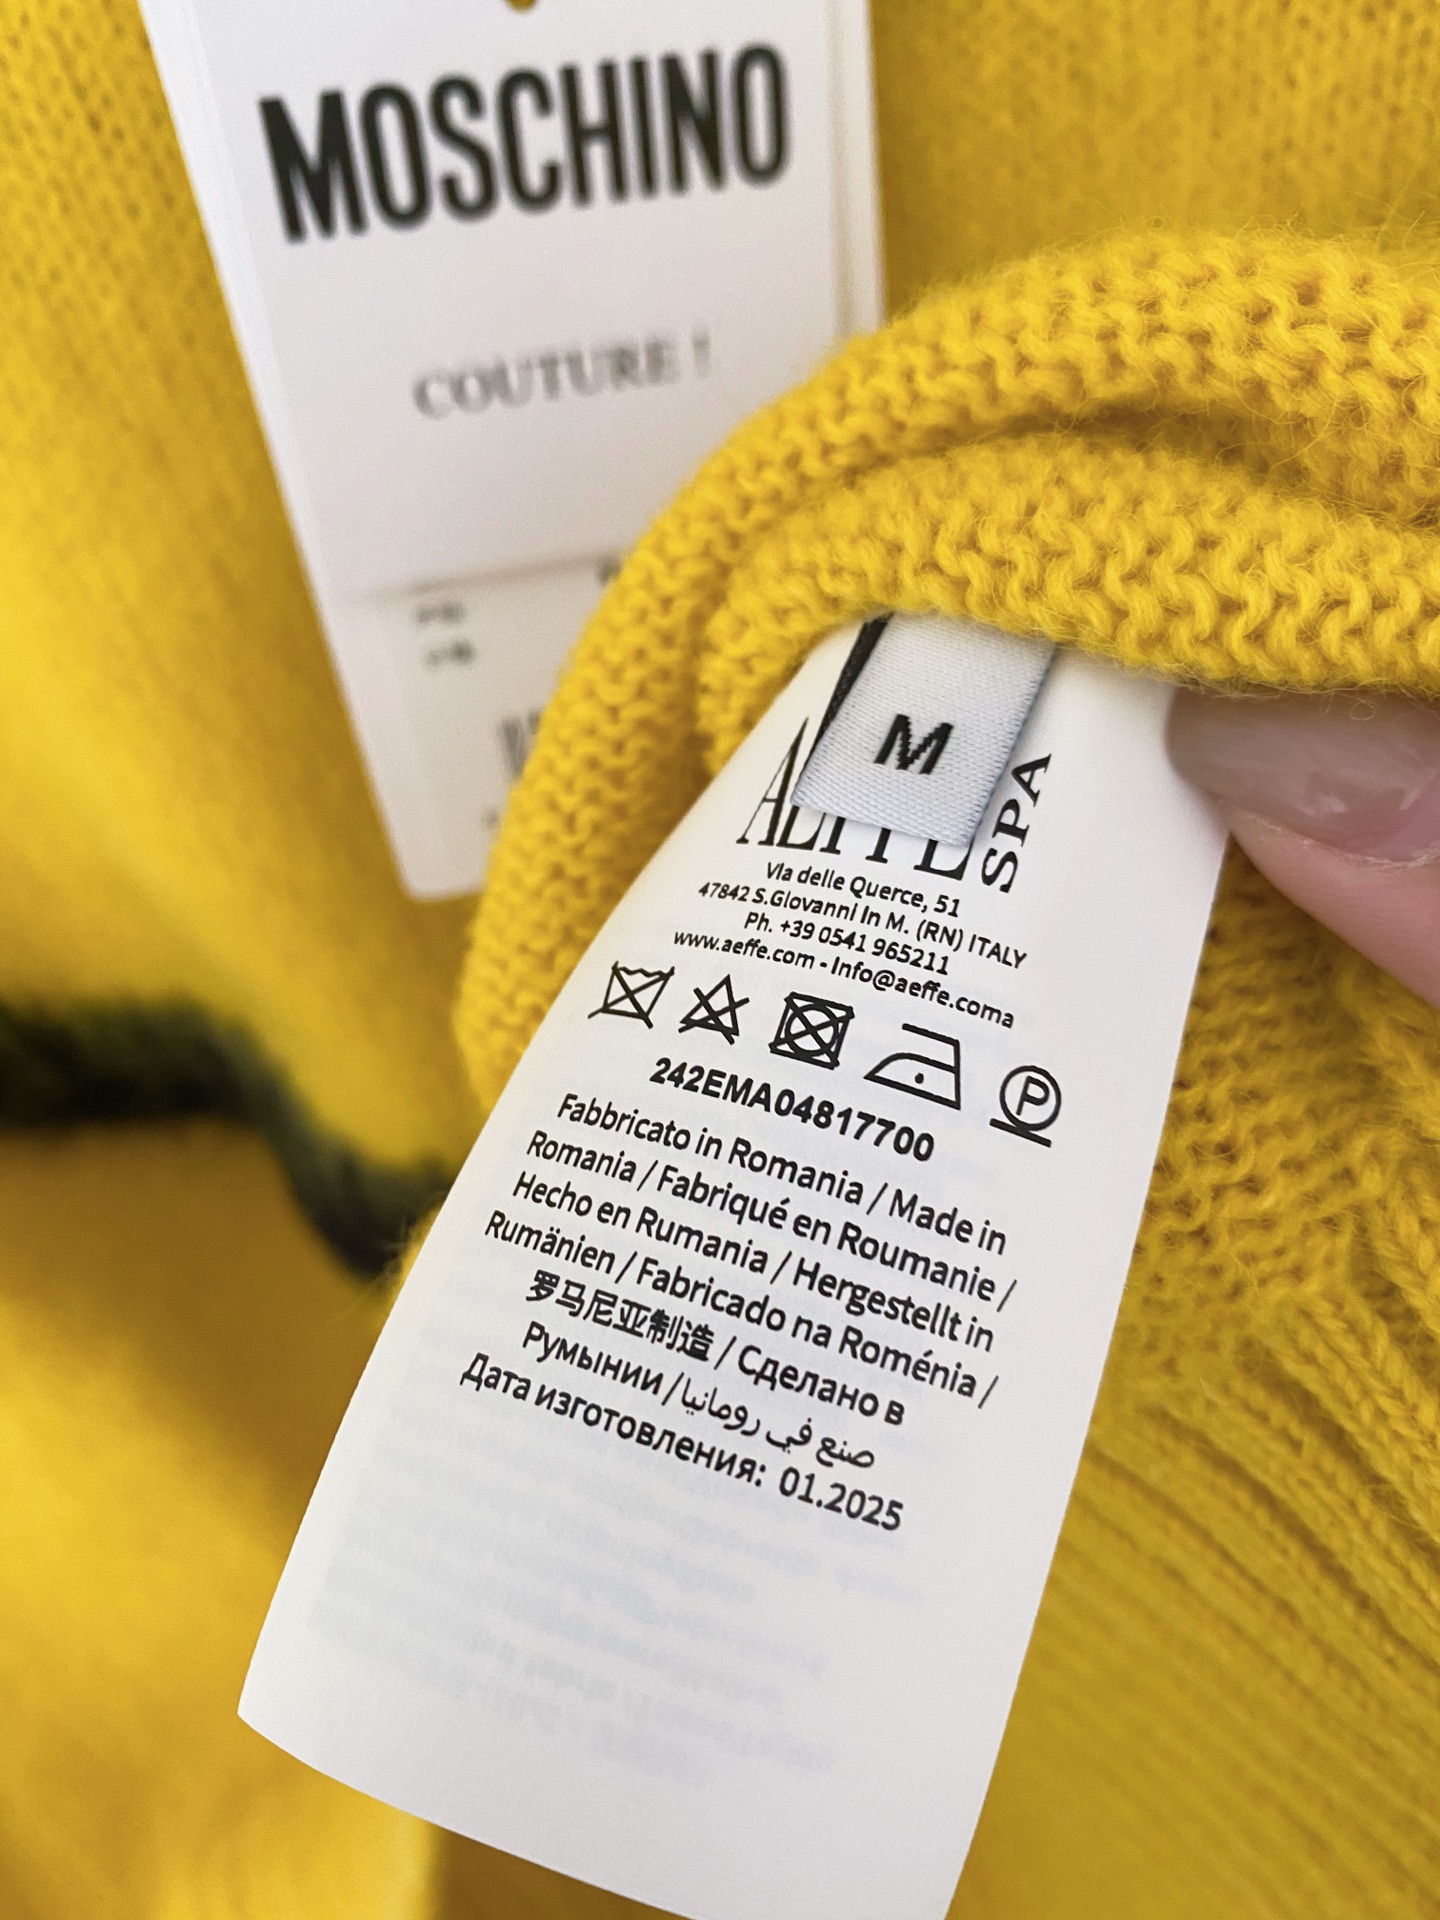 MOSCHINO
COUTURE !
M
SPA
Via delle Querce, 51
47842 S.Giovanni in M. (RN) ITALY
Ph. +39 0541 965211
www.aeffe.com - Info@aeffe.coma
P
242EMA04817700
Fabbricato in Romania / Made in
Romania / Fabriqué en Roumanie /
Hecho en Rumania / Hergestellt in
Rumänien / Fabricado na Roménia /
罗马尼亚制造 / Сделано в
Румынии / صنع في رومانيا
Дата изготовления: 01.2025